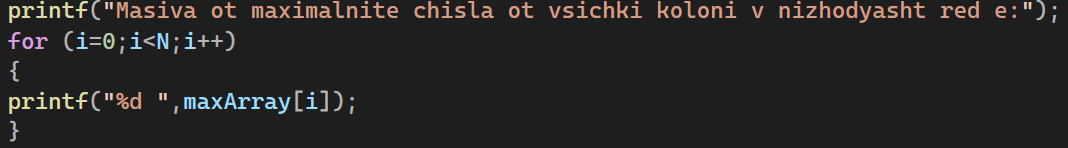 printf("Masiva ot maximalnite chisla ot vsichki koloni v nizhodyasht red e:");
for (i=0;i<N;i++)
{
printf("%d ",maxArray[i]);
}